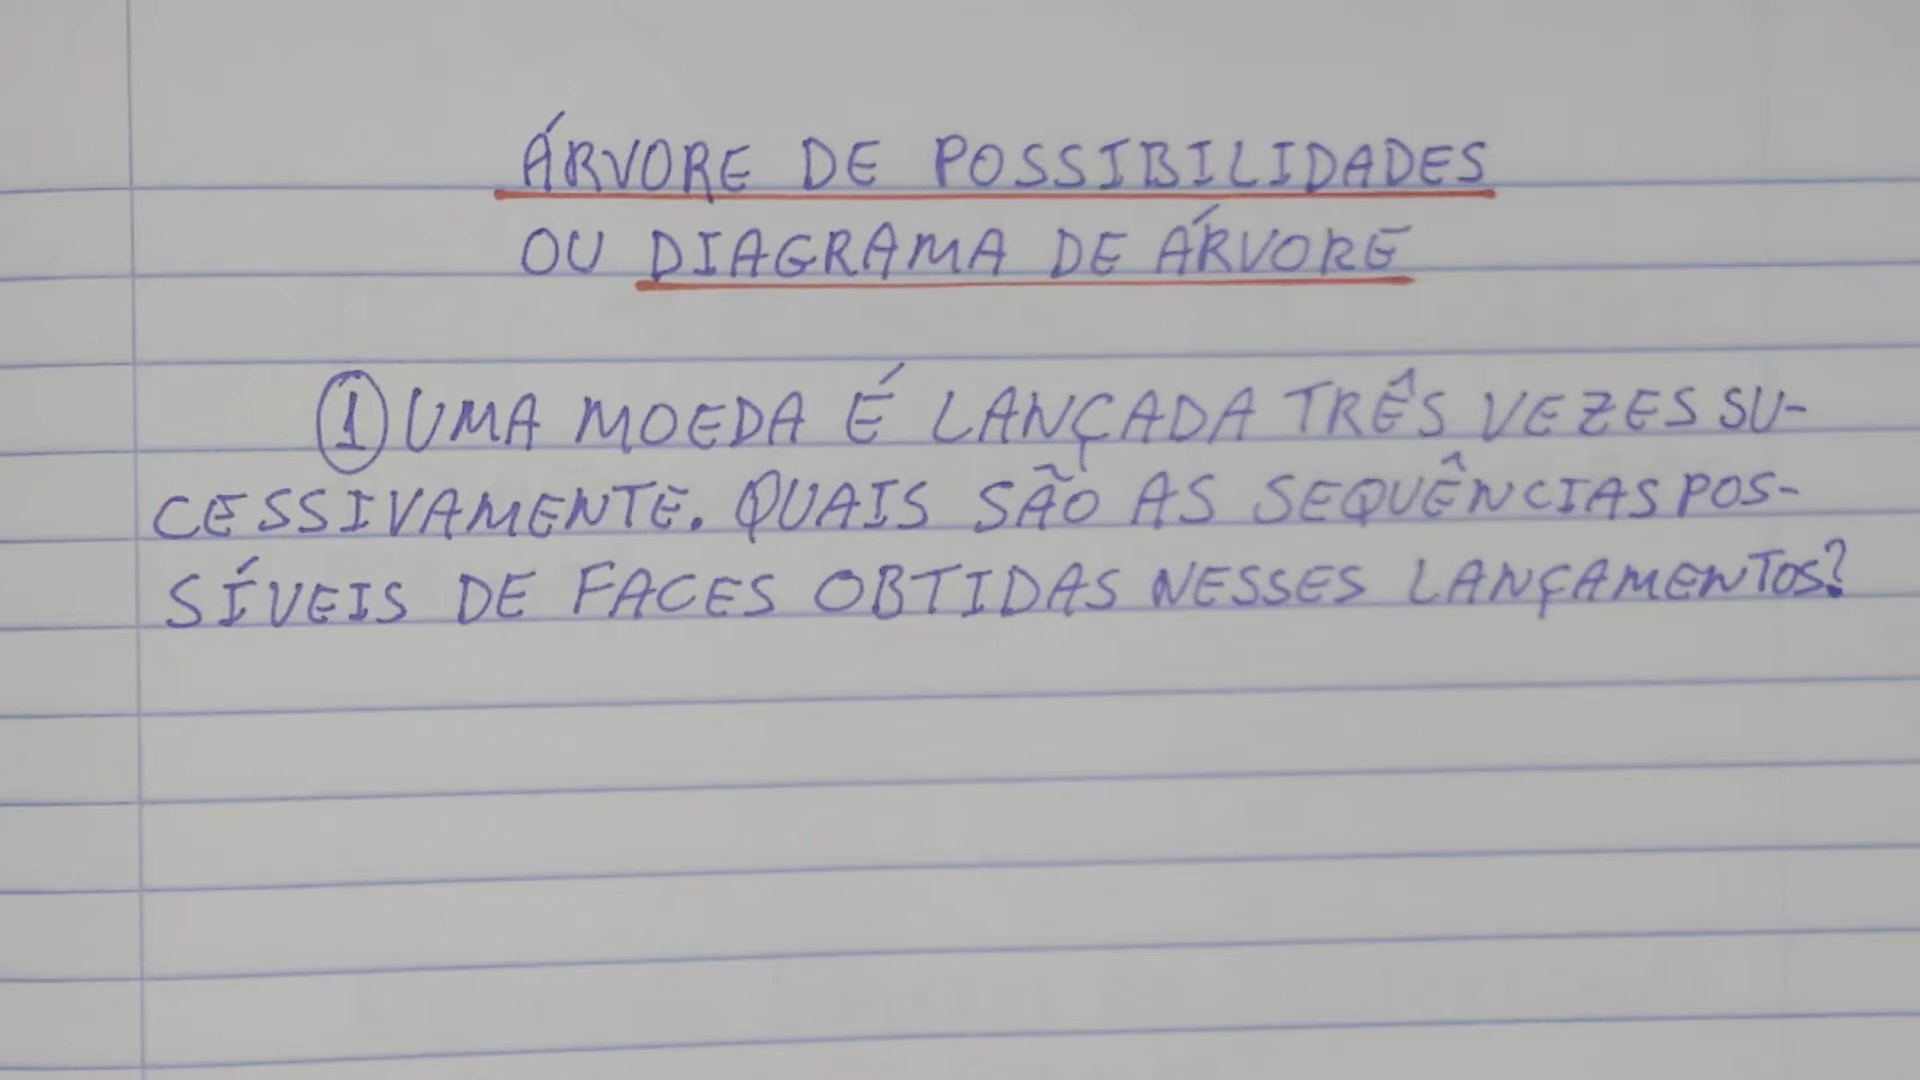 ÁRVORE DE POSSIBILIDADES
OU DIAGRAMA DE ÁRVORE
① UMA MOEDA É LANÇADA TRÊS VEZES SU-
CESSIVAMENTE. QUAIS SÃO AS SEQUÊNCIAS POS-
SÍVEIS DE FACES OBTIDAS NESSES LANÇAMENTOS?